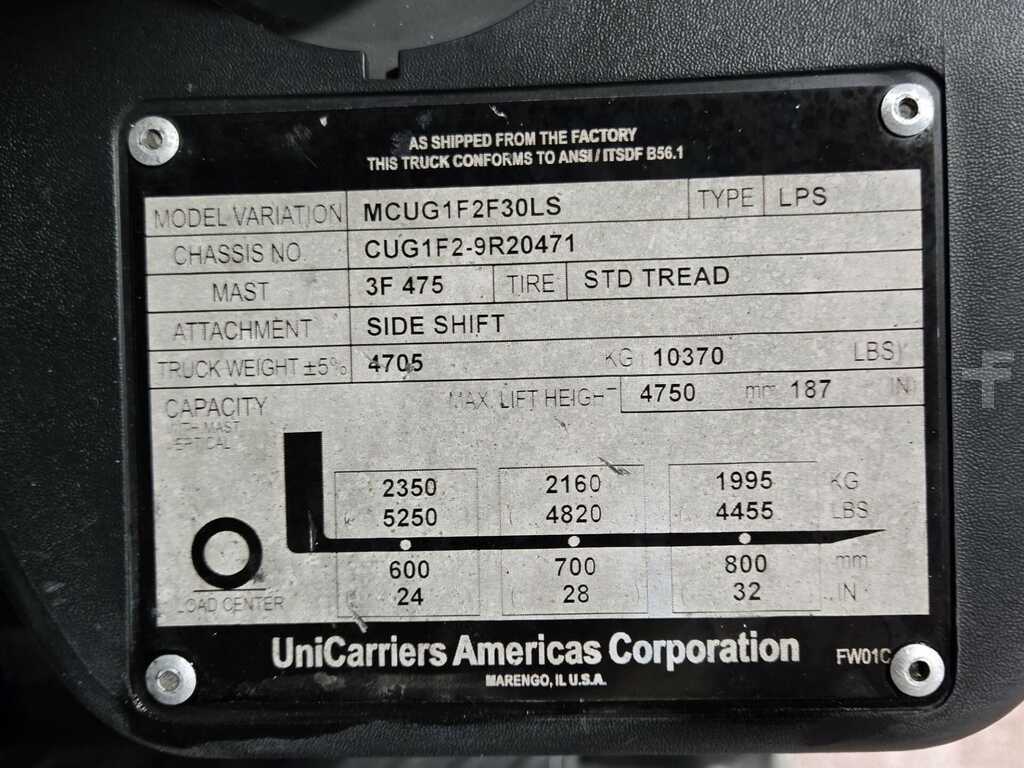 AS SHIPPED FROM THE FACTORY
THIS TRUCK CONFORMS TO ANSI / ITSDF B56.1
MODEL VARIATION MCUG1F2F30LS TYPE LPS
CHASSIS NO. CUG1F2-9R20471
MAST 3F 475 TIRE STD TREAD
ATTACHMENT SIDE SHIFT
TRUCK WEIGHT ±5% 4705 KG ( 10370 LBS)
CAPACITY MAX. LIFT HEIGHT 4750 mm 187 IN
WITH MAST
VERTICAL
2350 2160 1995 KG
5250 4820 4455 LBS
600 700 800 mm
24 28 32 IN
LOAD CENTER
UniCarriers Americas Corporation FW01C
MARENGO, IL U.S.A.